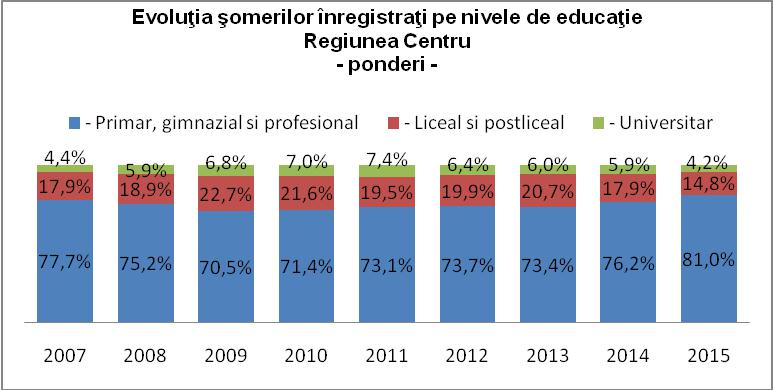 Evoluţia şomerilor înregistraţi pe nivele de educaţie
Regiunea Centru
- ponderi -
- Primar, gimnazial si profesional - Liceal si postliceal - Universitar
4,4% 5,9% 6,8% 7,0% 7,4% 6,4% 6,0% 5,9% 4,2%
17,9% 18,9% 22,7% 21,6% 19,5% 19,9% 20,7% 17,9% 14,8%
77,7% 75,2% 70,5% 71,4% 73,1% 73,7% 73,4% 76,2% 81,0%
2007 2008 2009 2010 2011 2012 2013 2014 2015